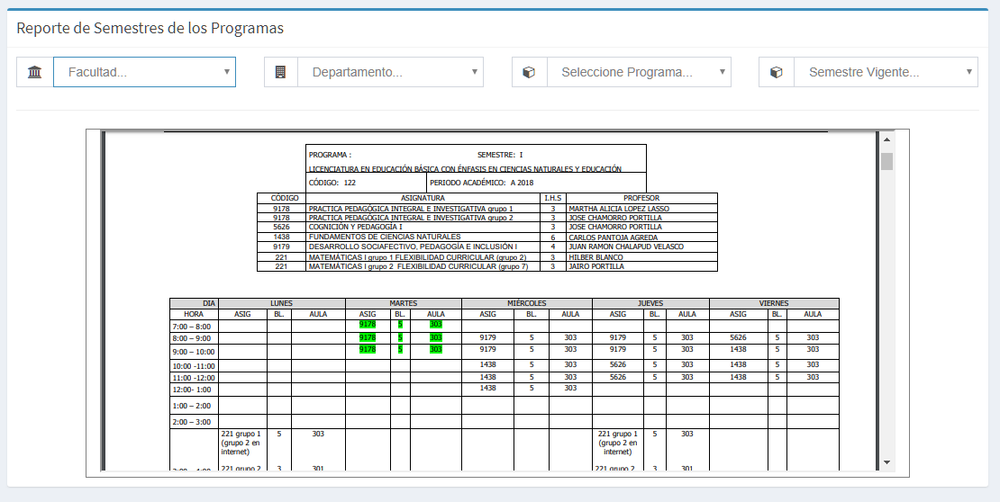 Reporte de Semestres de los Programas
Facultad... Departamento... Seleccione Programa... Semestre Vigente...
PROGRAMA : SEMESTRE: I
LICENCIATURA EN EDUCACIÓN BÁSICA CON ÉNFASIS EN CIENCIAS NATURALES Y EDUCACIÓN
CÓDIGO: 122 PERIODO ACADÉMICO: A 2018
CÓDIGO ASIGNATURA I.H.S PROFESOR
9178 PRACTICA PEDAGÓGICA INTEGRAL E INVESTIGATIVA grupo 1 3 MARTHA ALICIA LOPEZ LASSO
9178 PRACTICA PEDAGÓGICA INTEGRAL E INVESTIGATIVA grupo 2 3 JOSE CHAMORRO PORTILLA
5626 COGNICIÓN Y PEDAGOGÍA I 3 JOSE CHAMORRO PORTILLA
1438 FUNDAMENTOS DE CIENCIAS NATURALES 6 CARLOS PANTOJA AGREDA
9179 DESARROLLO SOCIAFECTIVO, PEDAGOGÍA E INCLUSIÓN I 4 JUAN RAMON CHALAPUD VELASCO
221 MATEMÁTICAS I grupo 1 FLEXIBILIDAD CURRICULAR (grupo 2) 3 HILBER BLANCO
221 MATEMÁTICAS I grupo 2 FLEXIBILIDAD CURRICULAR (grupo 7) 3 JAIRO PORTILLA
DIA LUNES MARTES MIÉRCOLES JUEVES VIERNES
HORA ASIG BL. AULA ASIG BL. AULA ASIG BL. AULA ASIG BL. AULA ASIG BL. AULA
7:00 – 8:00 9178 5 303
8:00 – 9:00 9178 5 303 9179 5 303 9179 5 303 5626 5 303
9:00 – 10:00 9178 5 303 9179 5 303 9179 5 303 1438 5 303
10:00 -11:00 1438 5 303 5626 5 303 1438 5 303
11:00 -12:00 1438 5 303 5626 5 303 1438 5 303
12:00- 1:00 1438 5 303
1:00 – 2:00
2:00 – 3:00
221 grupo 1 5 303 221 grupo 1 5 303
(grupo 2 en (grupo 2 en
internet) internet)
221 grupo 2 3 301 221 grupo 2 3 301